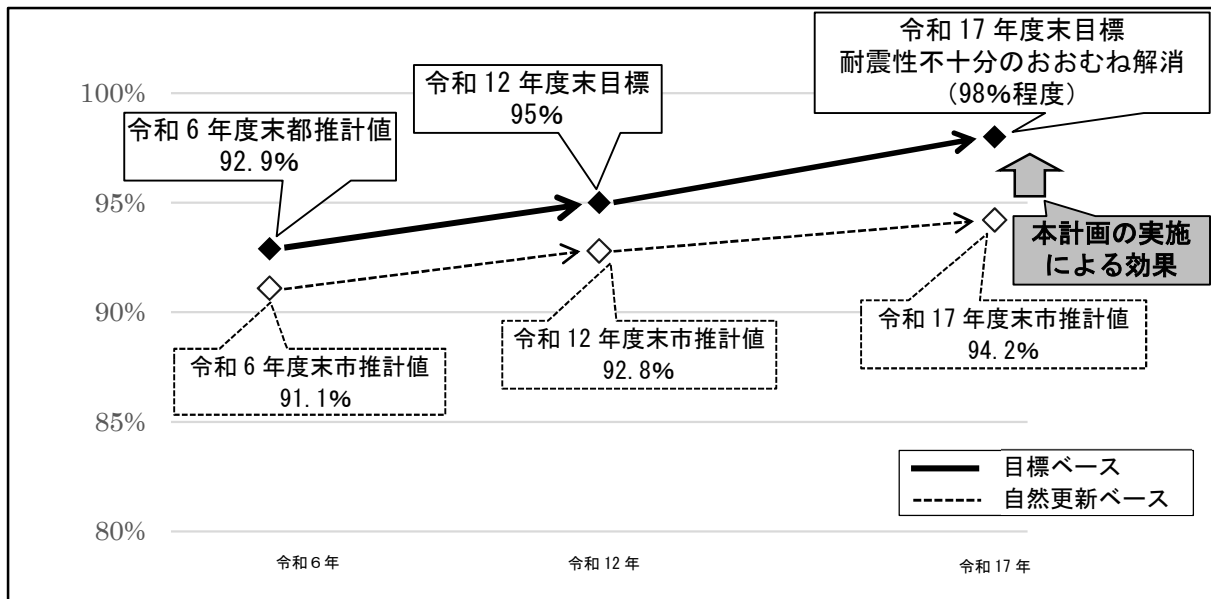 令和 17 年度末目標
耐震性不十分のおおむね解消
（98%程度）
令和 12 年度末目標
95%
令和 6 年度末都推計値
92.9%
100%
95%
90%
85%
80%
本計画の実施
による効果
令和 6 年度末市推計値
91.1%
令和 12 年度末市推計値
92.8%
令和 17 年度末市推計値
94.2%
目標ベース
自然更新ベース
令和６年
令和 12 年
令和 17 年